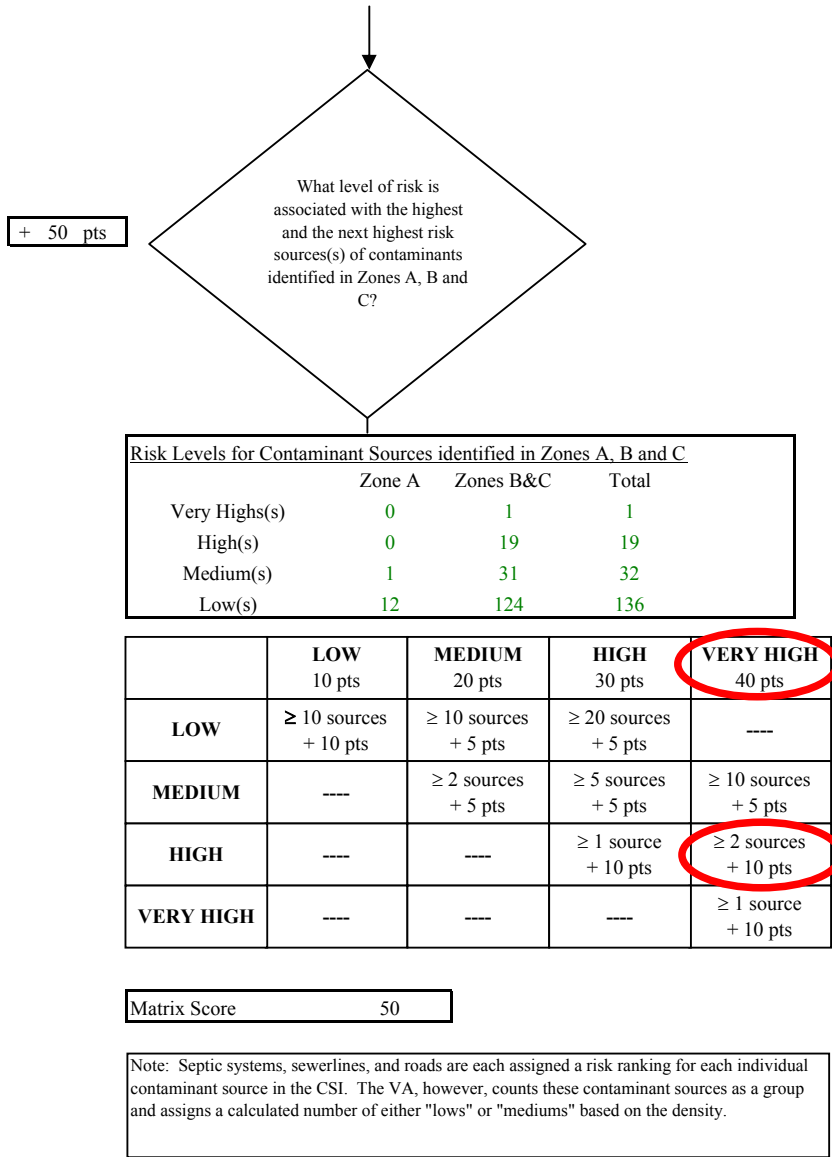 What level of risk is
associated with the highest
and the next highest risk
sources(s) of contaminants
identified in Zones A, B and
C?
+ 50 pts
Risk Levels for Contaminant Sources identified in Zones A, B and C
Zone A Zones B&C Total
Very Highs(s) 0 1 1
High(s) 0 19 19
Medium(s) 1 31 32
Low(s) 12 124 136
LOW MEDIUM HIGH VERY HIGH
10 pts 20 pts 30 pts 40 pts
LOW ≥ 10 sources ≥ 10 sources ≥ 20 sources ----
+ 10 pts + 5 pts + 5 pts
MEDIUM ---- ≥ 2 sources ≥ 5 sources ≥ 10 sources
+ 5 pts + 5 pts + 5 pts
HIGH ---- ---- ≥ 1 source ≥ 2 sources
+ 10 pts + 10 pts
VERY HIGH ---- ---- ---- ≥ 1 source
+ 10 pts
Matrix Score 50
Note: Septic systems, sewerlines, and roads are each assigned a risk ranking for each individual
contaminant source in the CSI. The VA, however, counts these contaminant sources as a group
and assigns a calculated number of either "lows" or "mediums" based on the density.